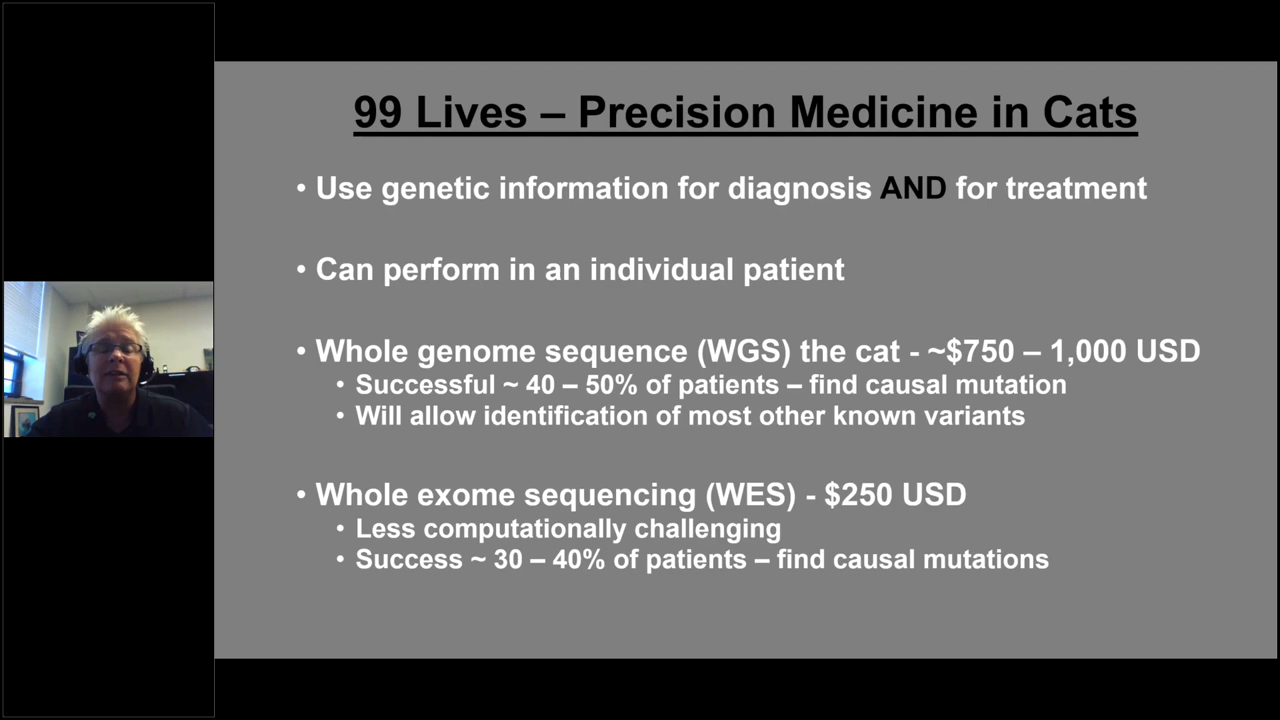 99 Lives – Precision Medicine in Cats
• Use genetic information for diagnosis AND for treatment
• Can perform in an individual patient
• Whole genome sequence (WGS) the cat - ~$750 – 1,000 USD
• Successful ~ 40 – 50% of patients – find causal mutation
• Will allow identification of most other known variants
• Whole exome sequencing (WES) - $250 USD
• Less computationally challenging
• Success ~ 30 – 40% of patients – find causal mutations